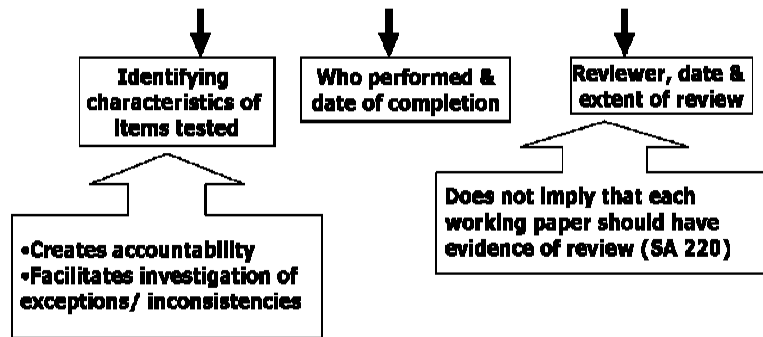 Identifying
characteristics of
items tested
Who performed &
date of completion
Reviewer, date &
extent of review
Does not imply that each
working paper should have
evidence of review (SA 220)
•Creates accountability
•Facilitates investigation of
exceptions/ inconsistencies